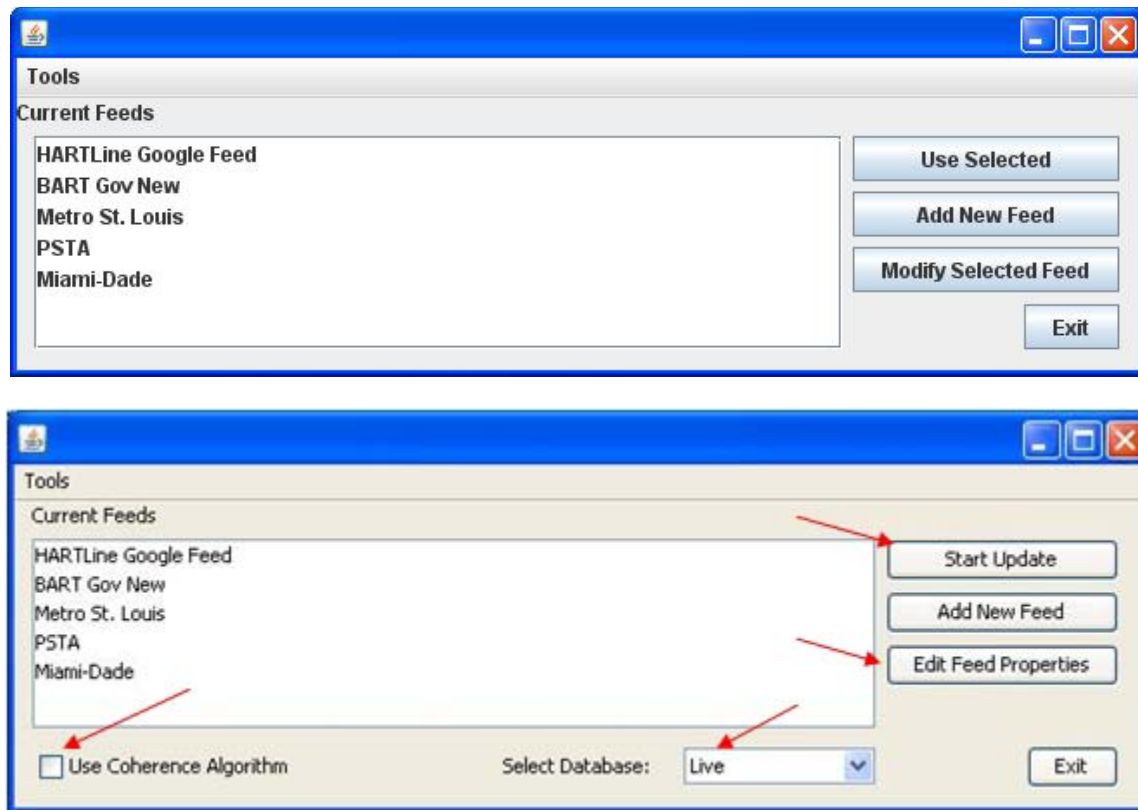 Tools
Current Feeds
HARTLine Google Feed
BART Gov New
Metro St. Louis
PSTA
Miami-Dade
Use Selected
Add New Feed
Modify Selected Feed
Exit
Tools
Current Feeds
HARTLine Google Feed
BART Gov New
Metro St. Louis
PSTA
Miami-Dade
Start Update
Add New Feed
Edit Feed Properties
Use Coherence Algorithm
Select Database:
Live
Exit